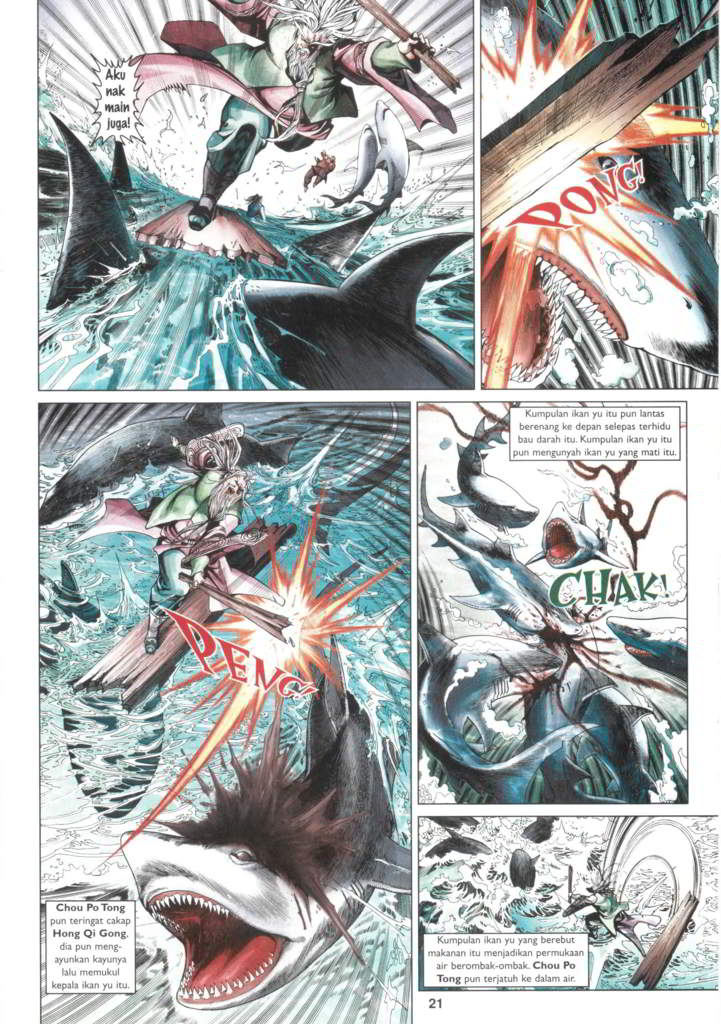 Aku
nak
main
juga!
PONG!
PENG!
Chou Po Tong
pun teringat cakap
Hong Qi Gong,
dia pun meng-
ayunkan kayunya
lalu memukul
kepala ikan yu itu.
Kumpulan ikan yu itu pun lantas
berenang ke depan selepas terhidu
bau darah itu. Kumpulan ikan yu itu
pun mengunyah ikan yu yang mati itu.
CHAK!
Kumpulan ikan yu yang berebut
makanan itu menjadikan permukaan
air berombak-ombak. Chou Po
Tong pun terjatuh ke dalam air.
21